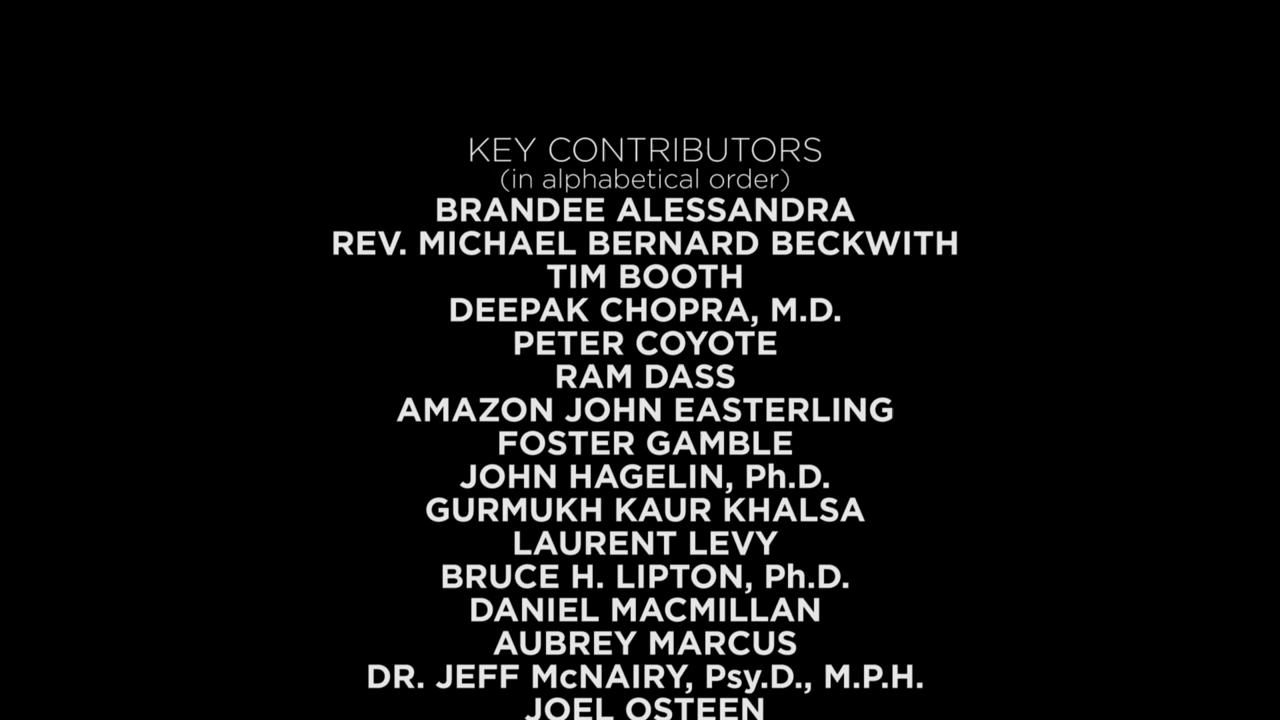 KEY CONTRIBUTORS
(in alphabetical order)
BRANDEE ALESSANDRA
REV. MICHAEL BERNARD BECKWITH
TIM BOOTH
DEEPAK CHOPRA, M.D.
PETER COYOTE
RAM DASS
AMAZON JOHN EASTERLING
FOSTER GAMBLE
JOHN HAGELIN, Ph.D.
GURMUKH KAUR KHALSA
LAURENT LEVY
BRUCE H. LIPTON, Ph.D.
DANIEL MACMILLAN
AUBREY MARCUS
DR. JEFF McNAIRY, Psy.D., M.P.H.
JOEL OSTEEN